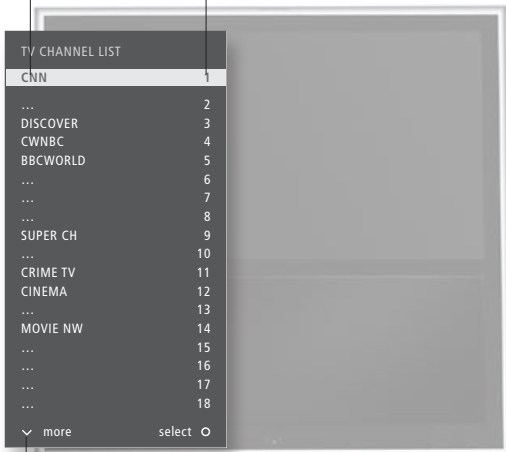 TV CHANNEL LIST
CNN 1
... 2
DISCOVER 3
CWNBC 4
BBCWORLD 5
... 6
... 7
... 8
SUPER CH 9
... 10
CRIME TV 11
CINEMA 12
... 13
MOVIE NW 14
... 15
... 16
... 17
... 18
more select